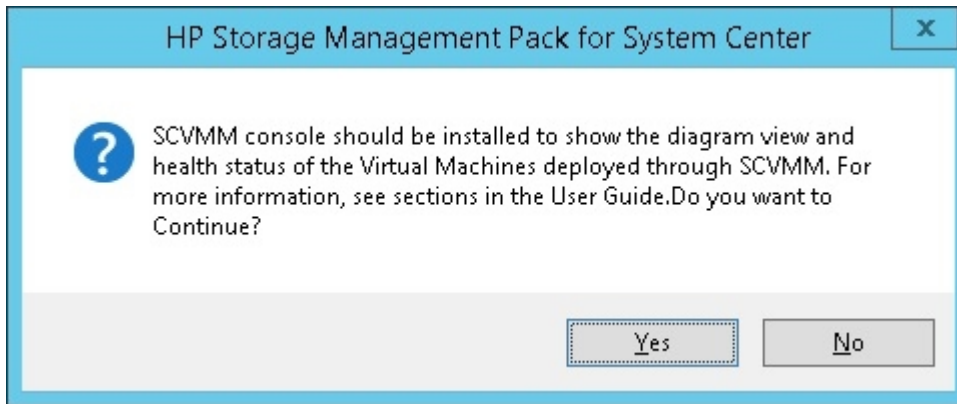 HP Storage Management Pack for System Center
x
?
SCVMM console should be installed to show the diagram view and
health status of the Virtual Machines deployed through SCVMM. For
more information, see sections in the User Guide.Do you want to
Continue?
Yes
No